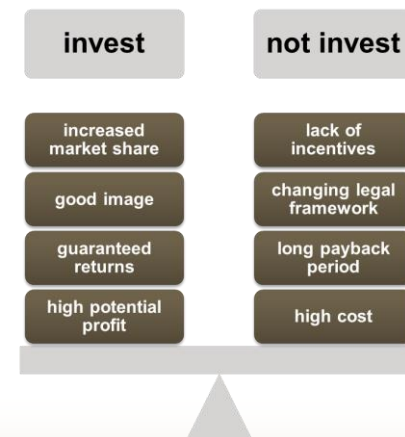 invest
not invest
increased
market share
good image
guaranteed
returns
high potential
profit
lack of
incentives
changing legal
framework
long payback
period
high cost